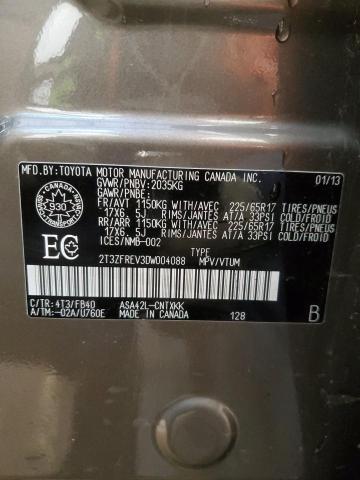 MFD.BY:TOYOTA MOTOR MANUFACTURING CANADA INC. 01/13
GVWR/PNBV:2035KG
GAWR/PNBE:
FR/AVT 1150KG WITH/AVEC 225/65R17 TIRES/PNEUS
17X6.5J RIMS/JANTES AT/A 33PSI COLD/FROID
RR/ARR 1150KG WITH/AVEC 225/65R17 TIRES/PNEUS
17X6.5J RIMS/JANTES AT/A 33PSI COLD/FROID
ICES/NMB-002
CANADA
930
EC
TYPE
2T3ZFREV3DW004088 MPV/VTUM
C/TR:4T3/FB40 ASA42L-CNTXKK
A/TM:-02A/U760E MADE IN CANADA 128 B